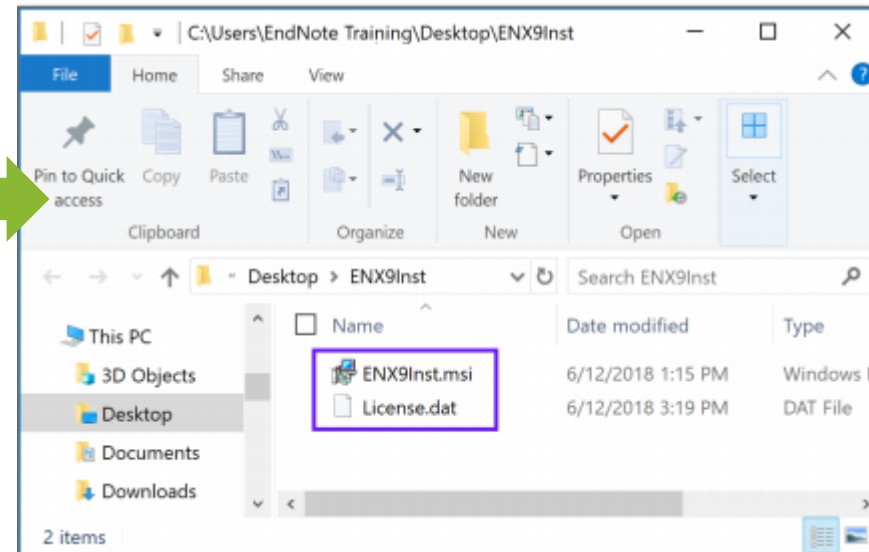 C:\Users\EndNote Training\Desktop\ENX9Inst
File Home Share View
Pin to Quick access Copy Paste
New folder
Properties
Select
Clipboard Organize New Open
Desktop > ENX9Inst
Search ENX9Inst
Name Date modified Type
This PC
3D Objects
Desktop
Documents
Downloads
ENX9Inst.msi 6/12/2018 1:15 PM Windows
License.dat 6/12/2018 3:19 PM DAT File
2 items